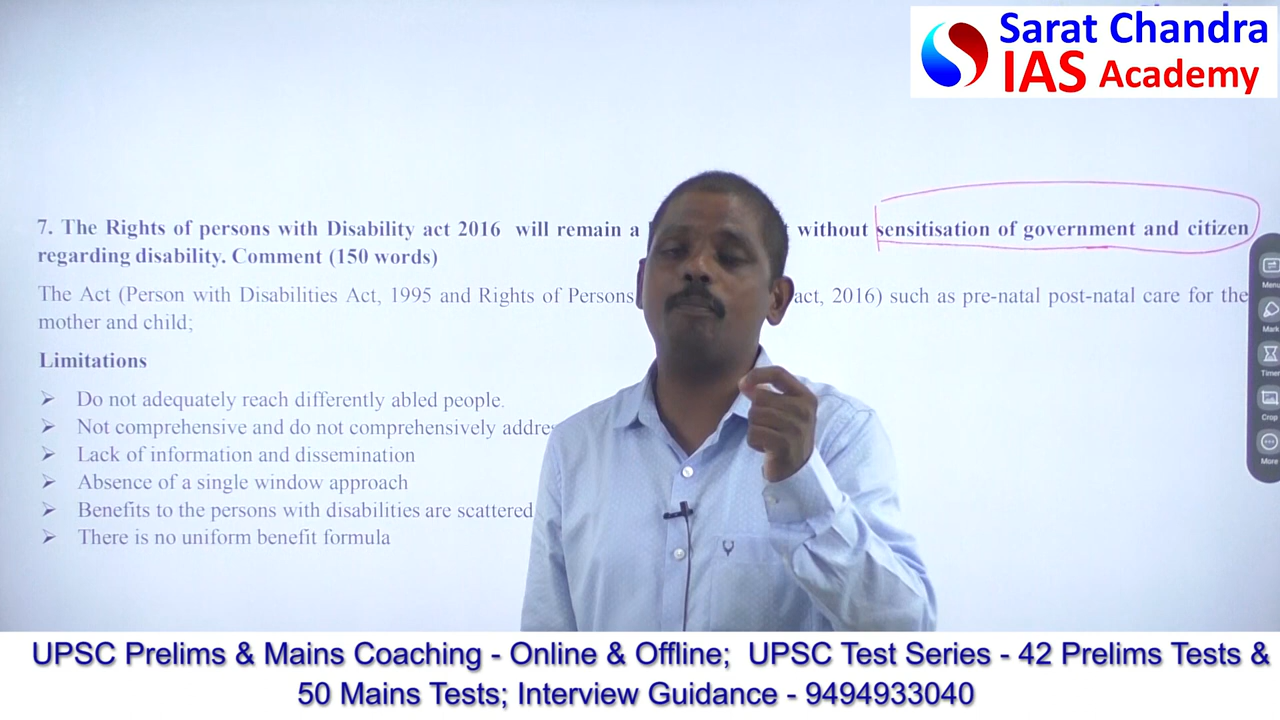 Sarat Chandra
IAS Academy
7. The Rights of persons with Disability act 2016 will remain a without sensitisation of government and citizen
regarding disability. Comment (150 words)
The Act (Person with Disabilities Act, 1995 and Rights of Persons act, 2016) such as pre-natal post-natal care for the
mother and child;
Limitations
➤ Do not adequately reach differently abled people.
➤ Not comprehensive and do not comprehensively
➤ Lack of information and dissemination
➤ Absence of a single window approach
➤ Benefits to the persons with disabilities are scattered
➤ There is no uniform benefit formula
Menu
Mark
Timer
Crop
More
UPSC Prelims & Mains Coaching - Online & Offline; UPSC Test Series - 42 Prelims Tests &
50 Mains Tests; Interview Guidance - 9494933040